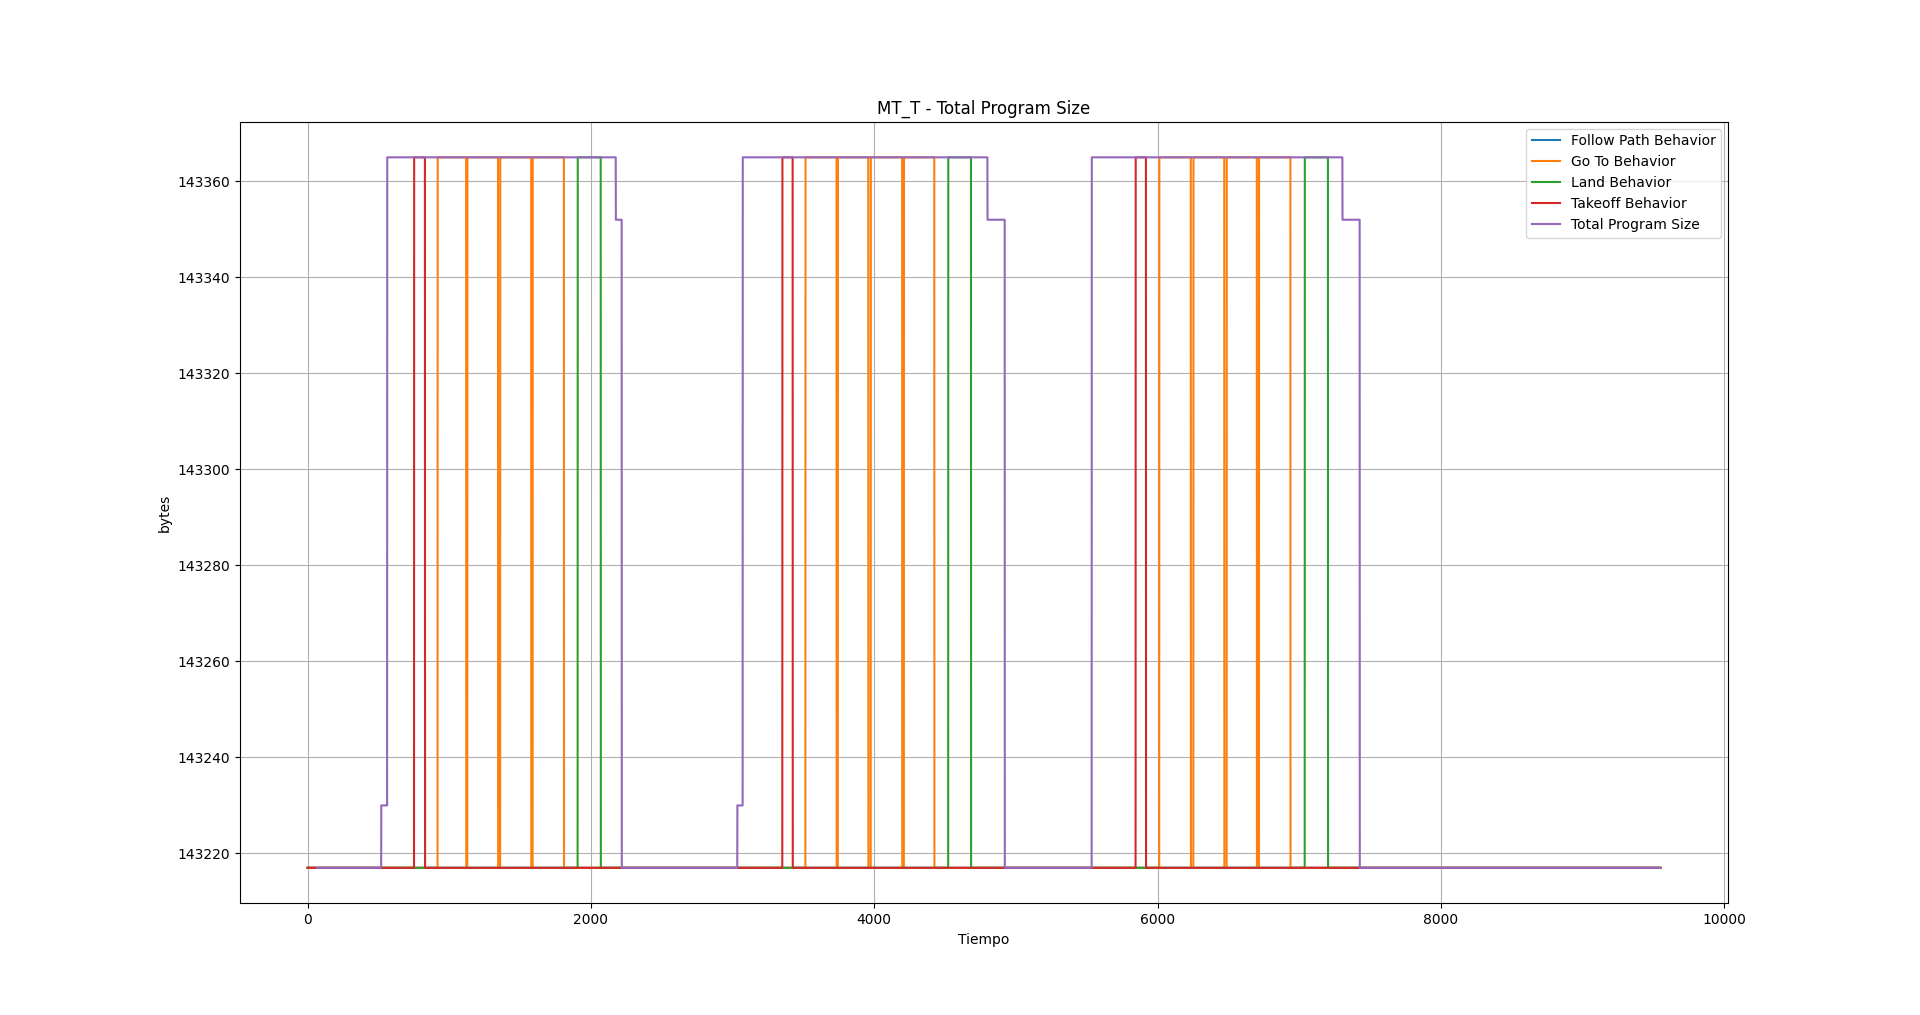 MT_T - Total Program Size
Follow Path Behavior
Go To Behavior
Land Behavior
Takeoff Behavior
Total Program Size
143360
143340
143320
143300
143280
143260
143240
143220
bytes
0 2000 4000 6000 8000 10000
Tiempo